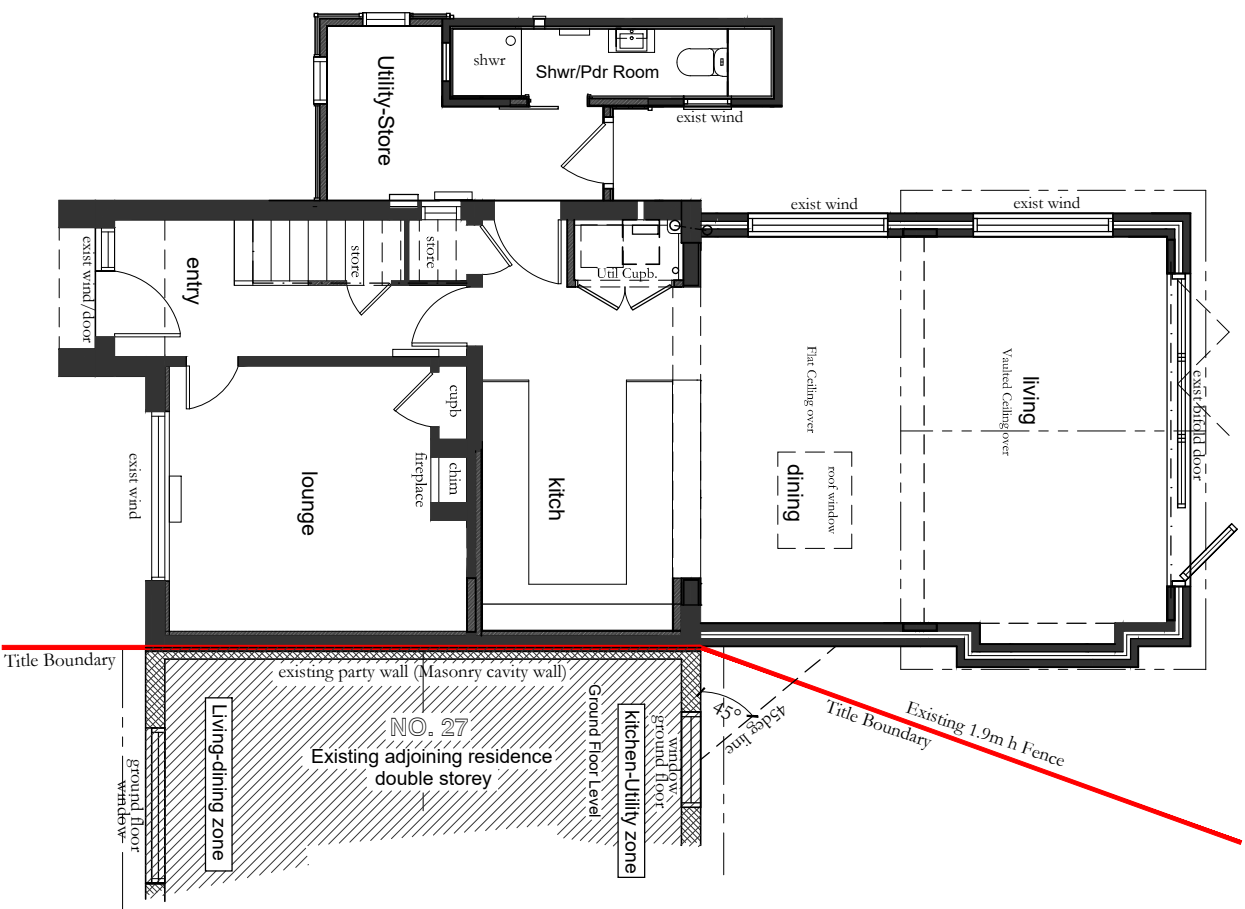 shwr
Shwr/Pdr Room
Utility-Store
exist wind
exist wind
exist wind
exist wind/door
entry
store
store
Util Cupb.
Flat Ceiling over
living
Vaulted Ceiling over
exist bifold door
cupb
fireplace
chim
exist wind
lounge
kitch
dining
roof window
Title Boundary
existing party wall (Masonry cavity wall)
NO. 27
Existing adjoining residence
double storey
Living-dining zone
ground floor
window
Ground Floor Level
kitchen-Utility zone
window
ground floor
45°
45deg line
Title Boundary
Existing 1.9m h Fence